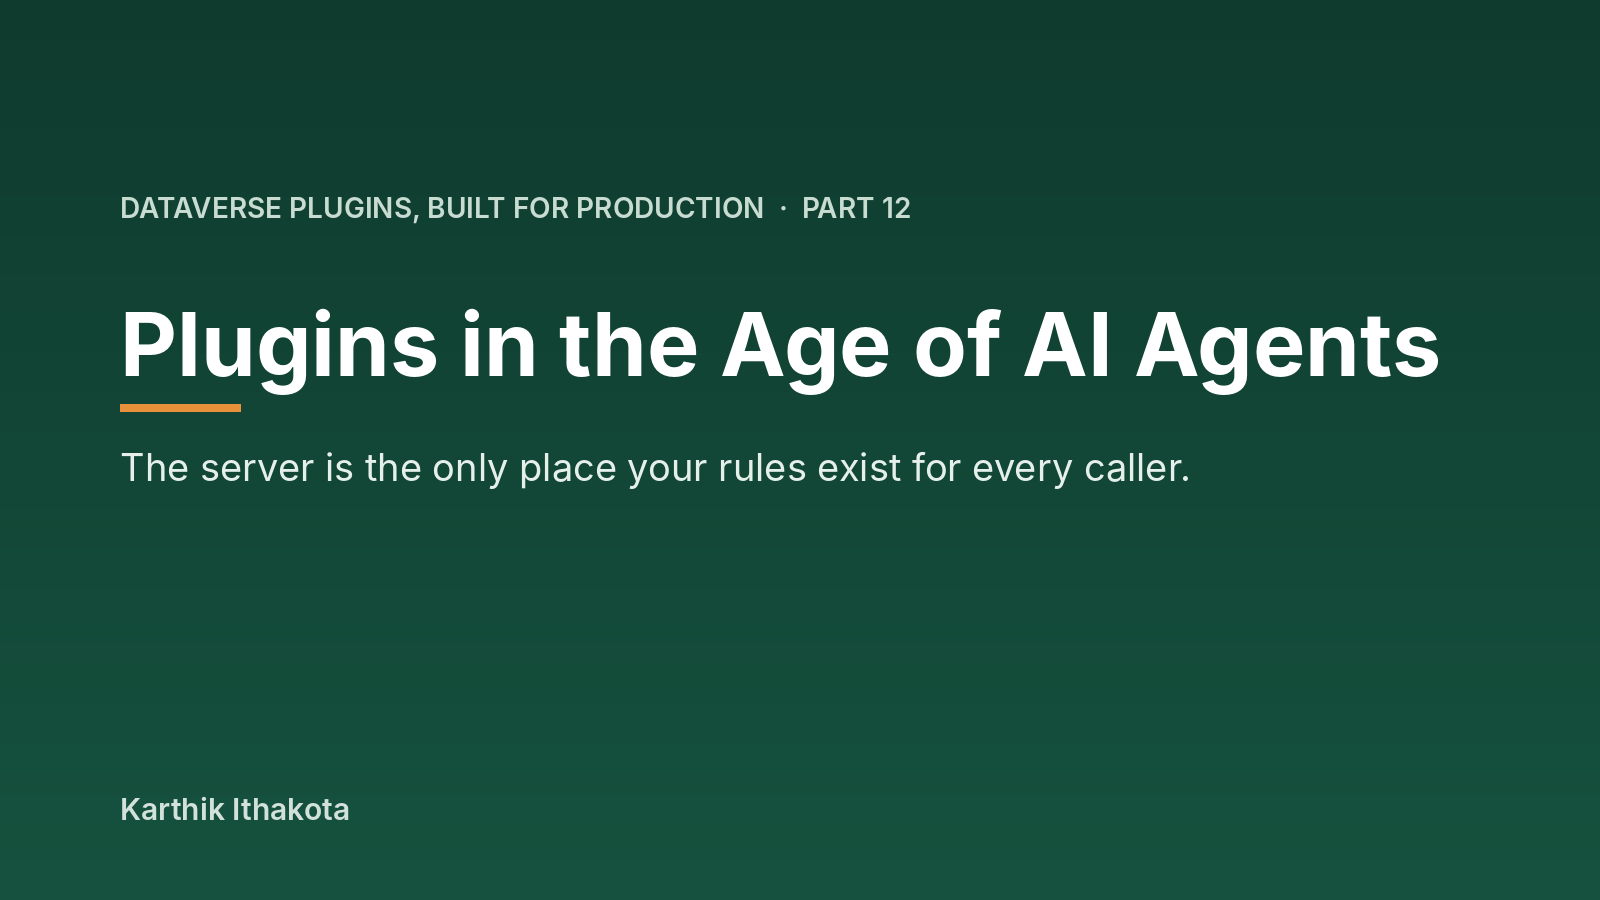 DATAVERSE PLUGINS, BUILT FOR PRODUCTION · PART 12
Plugins in the Age of AI Agents
The server is the only place your rules exist for every caller.
Karthik Ithakota